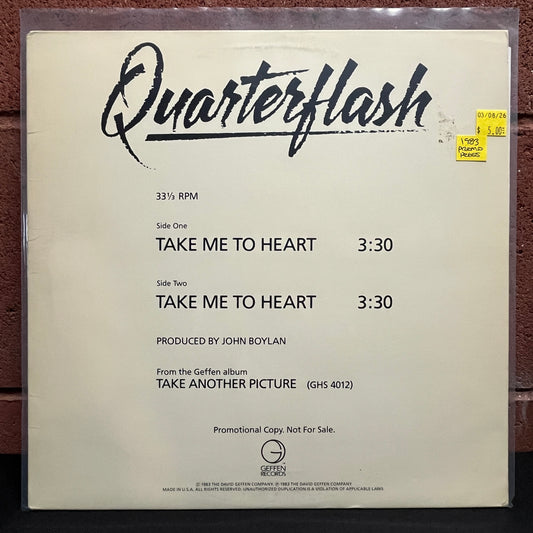 Quarterflash
03/08/26
$ 5.00
1983
PROMO
PRESS
33⅓ RPM
Side One
TAKE ME TO HEART 3:30
Side Two
TAKE ME TO HEART 3:30
PRODUCED BY JOHN BOYLAN
From the Geffen album
TAKE ANOTHER PICTURE (GHS 4012)
Promotional Copy. Not For Sale.
GEFFEN
RECORDS
℗ 1983 THE DAVID GEFFEN COMPANY. © 1983 THE DAVID GEFFEN COMPANY
MADE IN U.S.A. ALL RIGHTS RESERVED. UNAUTHORIZED DUPLICATION IS A VIOLATION OF APPLICABLE LAWS.